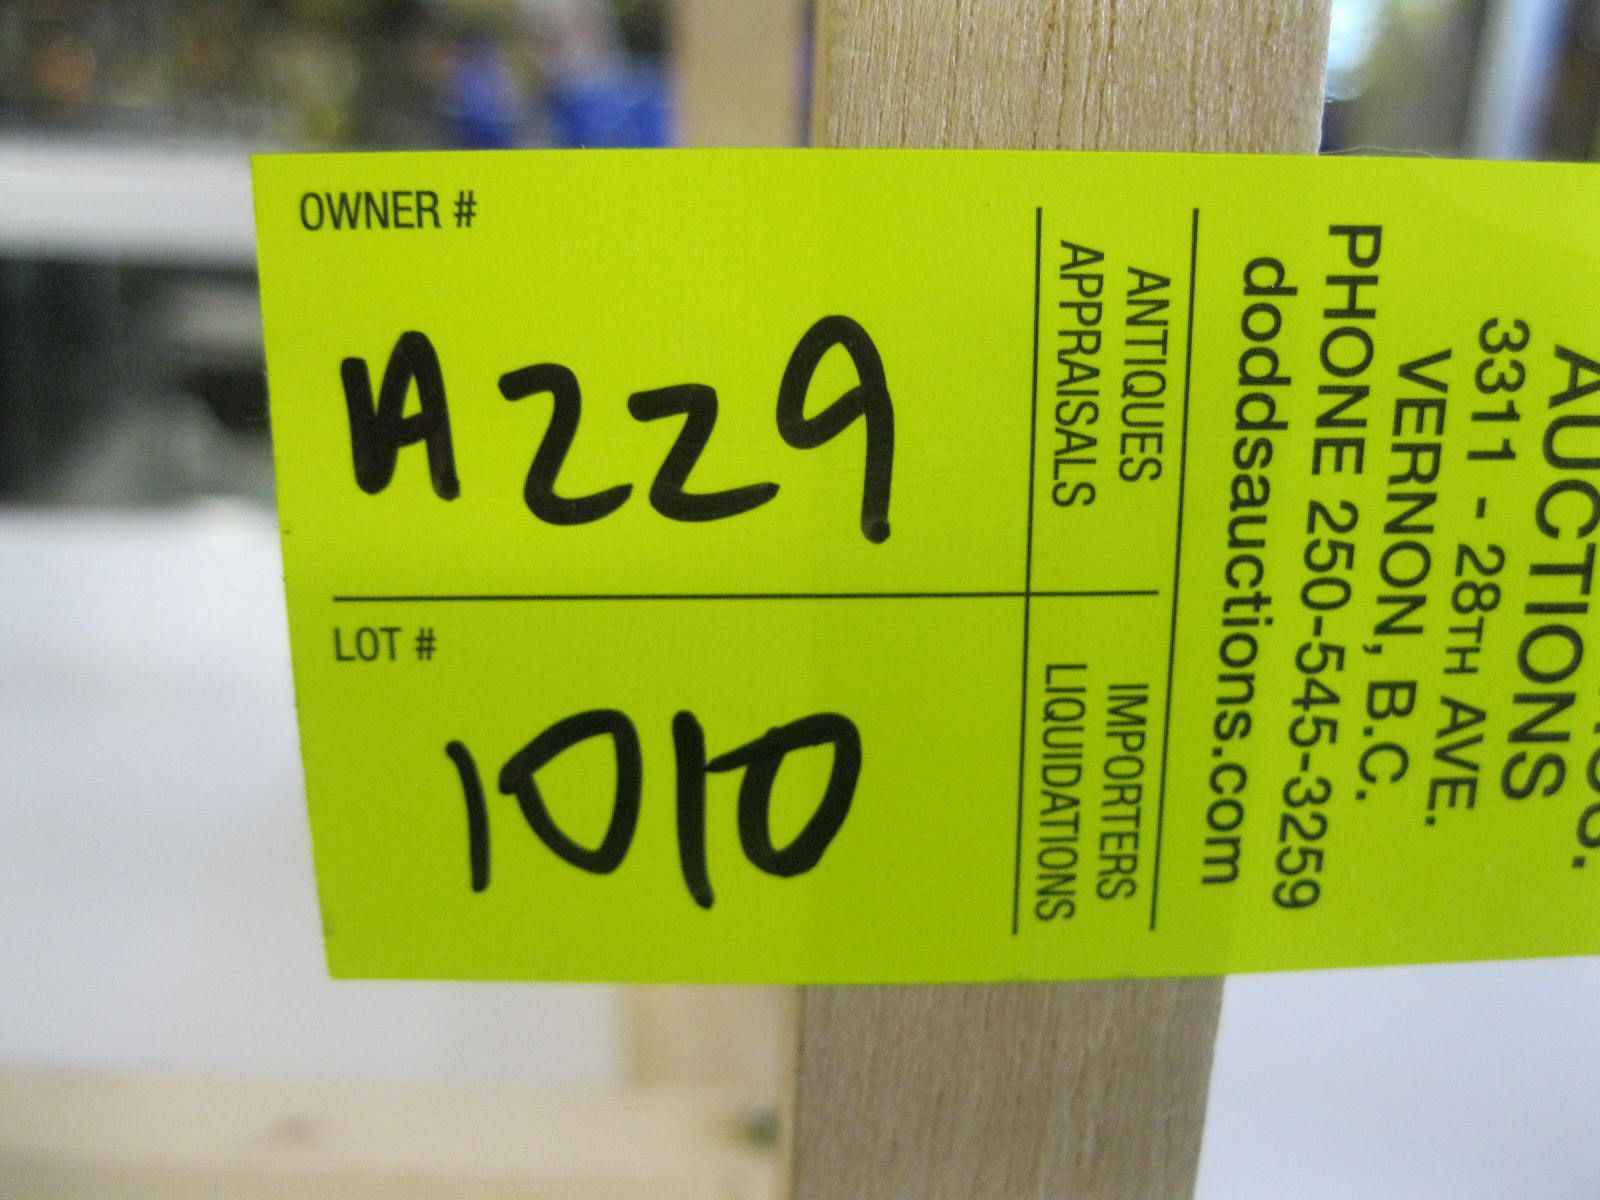 OWNER #
A229
LOT #
1010
ANTIQUES
APPRAISALS
IMPORTERS
LIQUIDATIONS
AUCTIONS
3311 - 28TH AVE.
VERNON, B.C.
PHONE 250-545-3259
doddsauctions.com